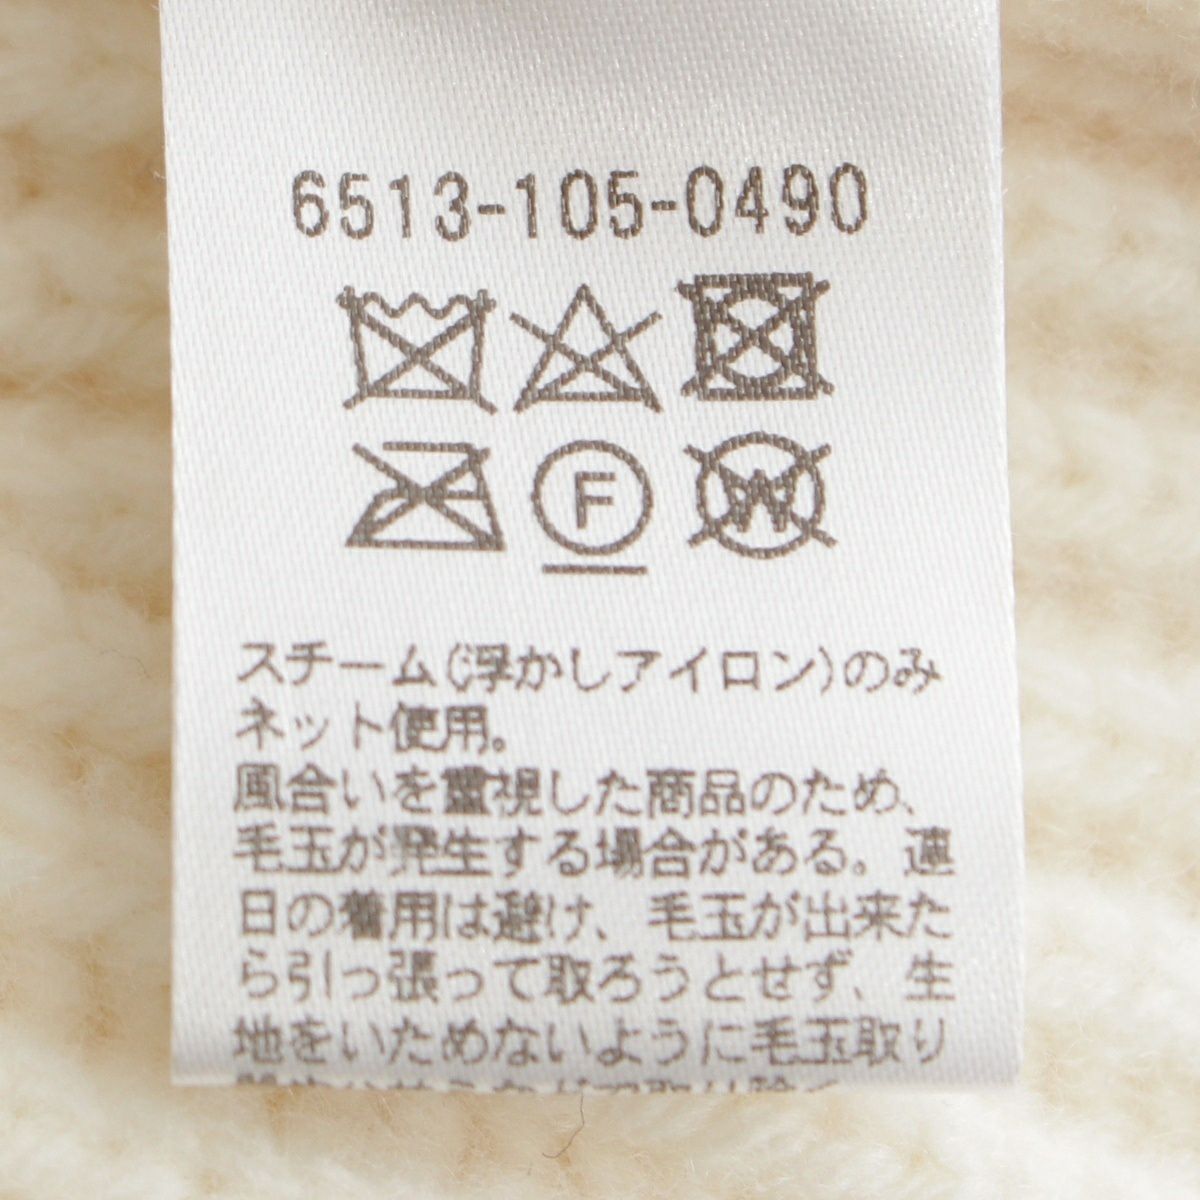 6513-105-0490
F
W
スチーム(浮かしアイロン)のみ
ネット使用。
風合いを重視した商品のため、
毛玉が発生する場合がある。連
日の着用は避け、毛玉が出来た
ら引っ張って取ろうとせず、生
地をいためないように毛玉取り